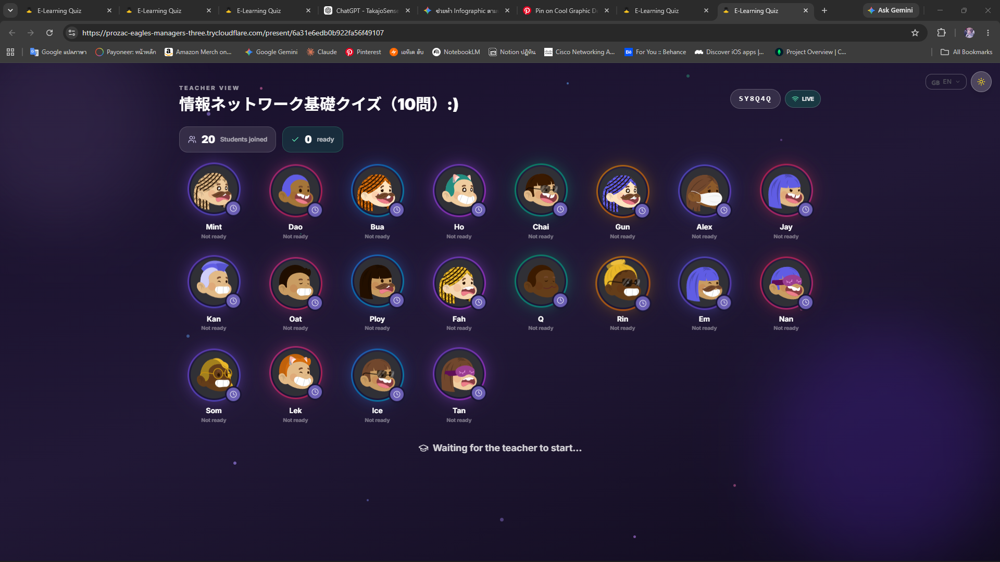 E-Learning Quiz
E-Learning Quiz
E-Learning Quiz
ChatGPT - TakajoSense
ช่วยทำ Infographic ตาม
Pin on Cool Graphic D
E-Learning Quiz
E-Learning Quiz
Ask Gemini
https://prozac-eagles-managers-three.trycloudflare.com/present/6a31e6edb0b922fa56f49107
Google แปลภาษา
Payoneer: หน้าหลัก
Amazon Merch on...
Google Gemini
Claude
Pinterest
เอทีเค ฮับ
NotebookLM
Notion ปฏิทิน
Cisco Networking A...
For You :: Behance
Discover iOS apps |...
Project Overview | C...
All Bookmarks
TEACHER VIEW
情報ネットワーク基礎クイズ（10問）:)
SY8Q4Q
LIVE
GB EN
20 Students joined
0 ready
Mint Dao Bua Ho Chai Gun Alex Jay
Not ready Not ready Not ready Not ready Not ready Not ready Not ready Not ready
Kan Oat Ploy Fah Q Rin Em Nan
Not ready Not ready Not ready Not ready Not ready Not ready Not ready Not ready
Som Lek Ice Tan
Not ready Not ready Not ready Not ready
Waiting for the teacher to start...